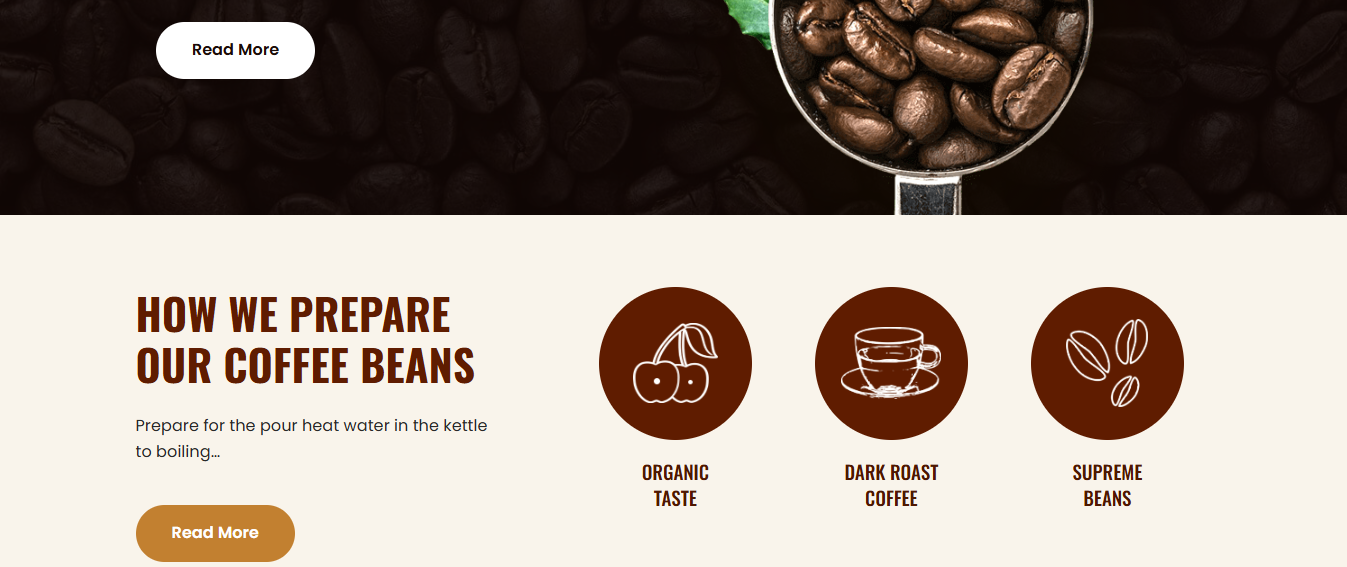 Read More
HOW WE PREPARE
OUR COFFEE BEANS
Prepare for the pour heat water in the kettle
to boiling...
Read More
ORGANIC
TASTE
DARK ROAST
COFFEE
SUPREME
BEANS